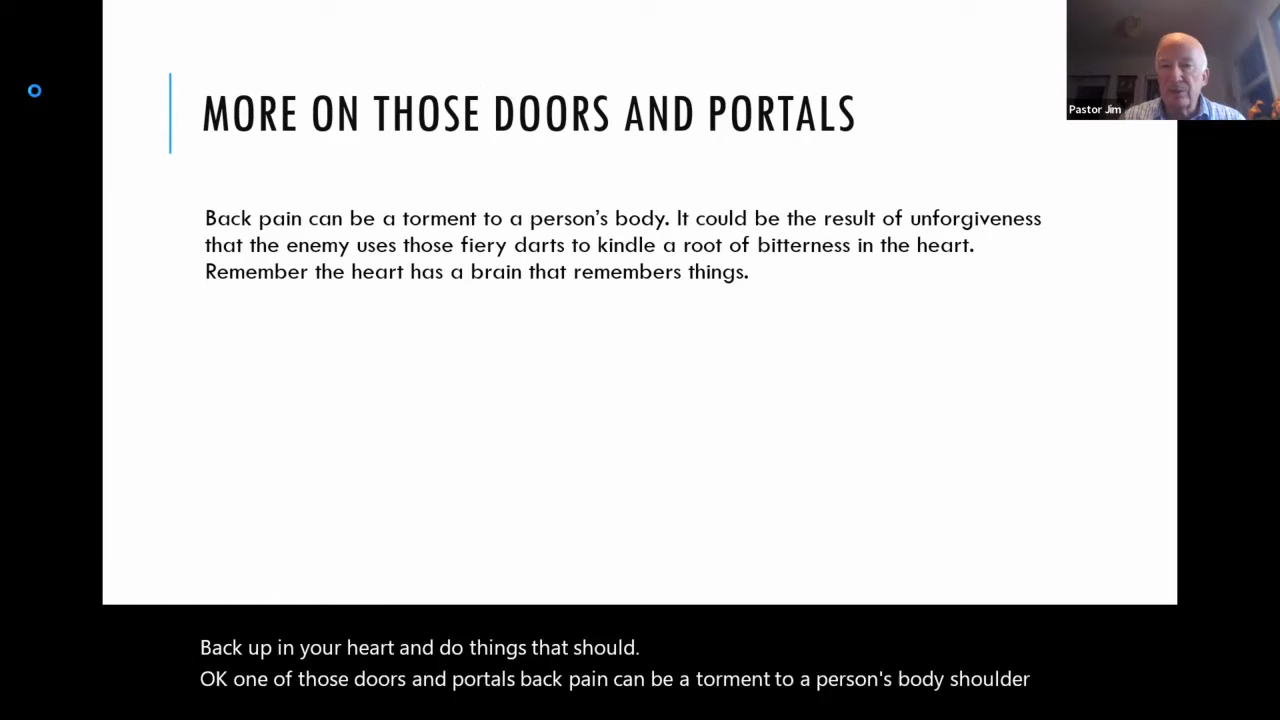 MORE ON THOSE DOORS AND PORTALS
Pastor Jim
Back pain can be a torment to a person's body. It could be the result of unforgiveness
that the enemy uses those fiery darts to kindle a root of bitterness in the heart.
Remember the heart has a brain that remembers things.
Back up in your heart and do things that should.
OK one of those doors and portals back pain can be a torment to a person's body shoulder